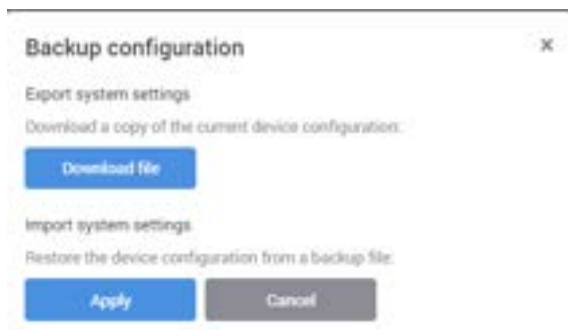 Backup configuration ×
Export system settings
Download a copy of the current device configuration:
Download file
Import system settings
Restore the device configuration from a backup file:
Apply Cancel